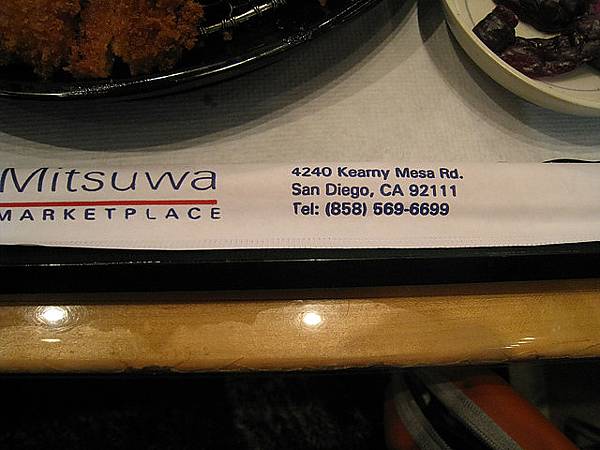 Mitsuwa
MARKETPLACE
4240 Kearny Mesa Rd.
San Diego, CA 92111
Tel: (858) 569-6699